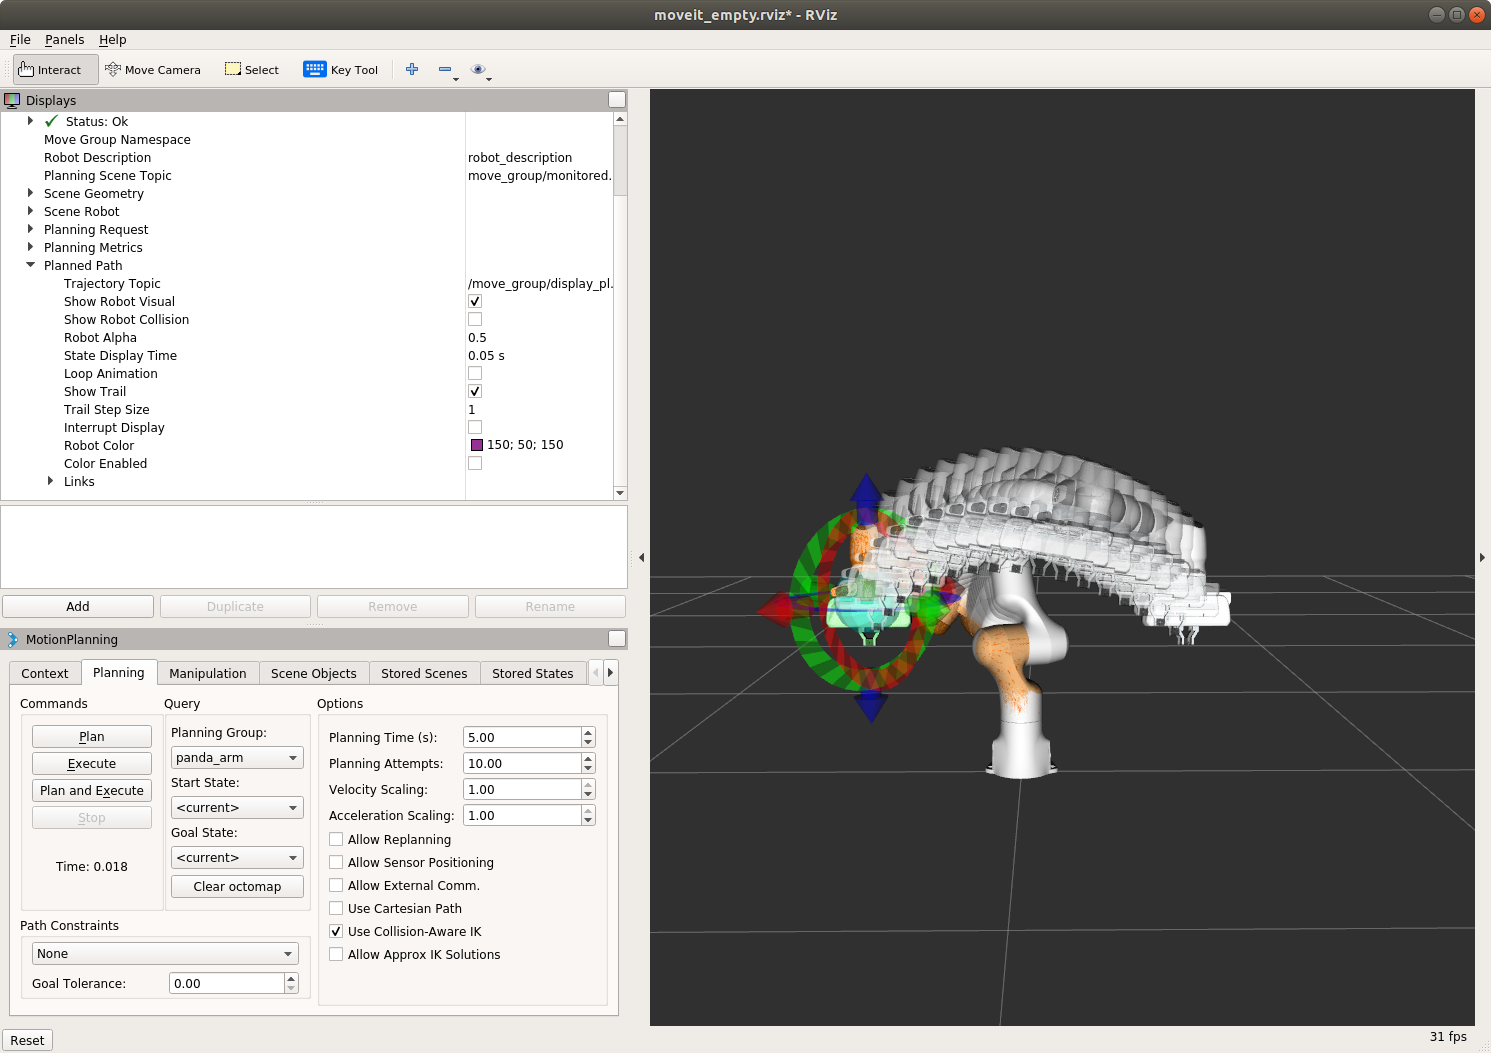 moveit_empty.rviz* - RViz
File Panels Help
Interact Move Camera Select Key Tool
Displays
Status: Ok
Move Group Namespace
Robot Description robot_description
Planning Scene Topic move_group/monitored.
Scene Geometry
Scene Robot
Planning Request
Planning Metrics
Planned Path
Trajectory Topic /move_group/display_pl.
Show Robot Visual
Show Robot Collision
Robot Alpha 0.5
State Display Time 0.05 s
Loop Animation
Show Trail
Trail Step Size 1
Interrupt Display
Robot Color 150; 50; 150
Color Enabled
Links
Add Duplicate Remove Rename
MotionPlanning
Context Planning Manipulation Scene Objects Stored Scenes Stored States
Commands
Plan
Execute
Plan and Execute
Stop
Time: 0.018
Query
Planning Group:
panda_arm
Start State:
<current>
Goal State:
<current>
Clear octomap
Path Constraints
None
Goal Tolerance: 0.00
Options
Planning Time (s): 5.00
Planning Attempts: 10.00
Velocity Scaling: 1.00
Acceleration Scaling: 1.00
Allow Replanning
Allow Sensor Positioning
Allow External Comm.
Use Cartesian Path
Use Collision-Aware IK
Allow Approx IK Solutions
Reset
31 fps